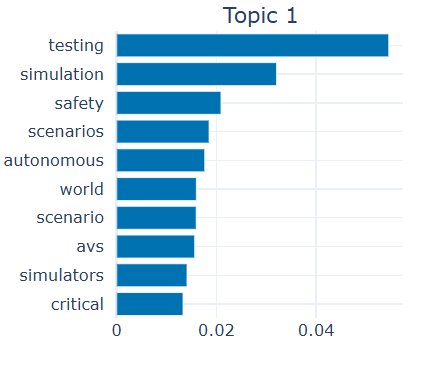 Topic 1
testing
simulation
safety
scenarios
autonomous
world
scenario
avs
simulators
critical
0 0.02 0.04